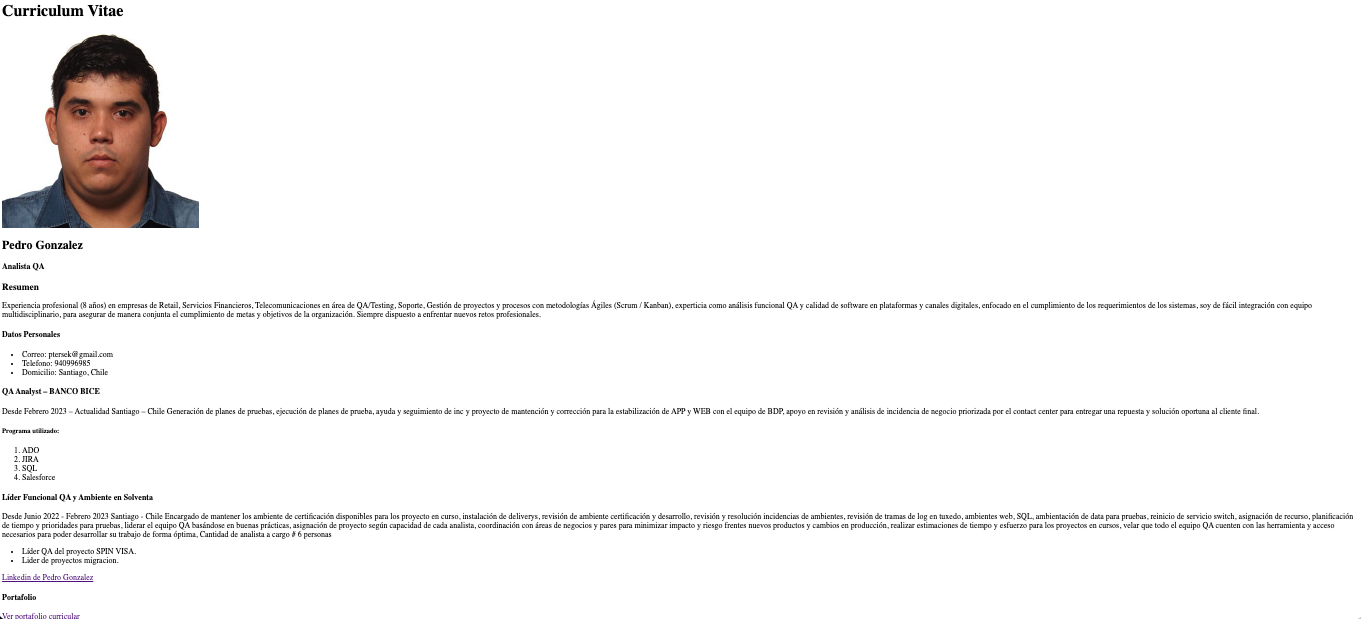 Curriculum Vitae
Pedro Gonzalez
Analista QA
Resumen
Experiencia profesional (8 años) en empresas de Retail, Servicios Financieros, Telecomunicaciones en área de QA/Testing, Soporte, Gestión de proyectos y procesos con metodologías Ágiles (Scrum / Kanban), experticia como análisis funcional QA y calidad de software en plataformas y canales digitales, enfocado en el cumplimiento de los requerimientos de los sistemas, soy de fácil integración con equipo
multidisciplinario, para asegurar de manera conjunta el cumplimiento de metas y objetivos de la organización. Siempre dispuesto a enfrentar nuevos retos profesionales.
Datos Personales
• Correo: ptersek@gmail.com
• Telefono: 940996985
• Domicilio: Santiago, Chile
QA Analyst – BANCO BICE
Desde Febrero 2023 – Actualidad Santiago – Chile Generación de planes de pruebas, ejecución de planes de prueba, ayuda y seguimiento de inc y proyecto de mantención y corrección para la estabilización de APP y WEB con el equipo de BDP, apoyo en revisión y análisis de incidencia de negocio priorizada por el contact center para entregar una repuesta y solución oportuna al cliente final.
Programa utilizado:
1. ADO
2. JIRA
3. SQL
4. Salesforce
Líder Funcional QA y Ambiente en Solventa
Desde Junio 2022 - Febrero 2023 Santiago - Chile Encargado de mantener los ambiente de certificación disponibles para los proyecto en curso, instalación de deliverys, revisión de ambiente certificación y desarrollo, revisión y resolución incidencias de ambientes, revisión de tramas de log en tuxedo, ambientes web, SQL, ambientación de data para pruebas, reinicio de servicio switch, asignación de recurso, planificación
de tiempo y prioridades para pruebas, liderar el equipo QA basándose en buenas prácticas, asignación de proyecto según capacidad de cada analista, coordinación con áreas de negocios y pares para minimizar impacto y riesgo frentes nuevos productos y cambios en producción, realizar estimaciones de tiempo y esfuerzo para los proyectos en cursos, velar que todo el equipo QA cuenten con las herramienta y acceso
necesarios para poder desarrollar su trabajo de forma óptima, Cantidad de analista a cargo # 6 personas
• Líder QA del proyecto SPIN VISA.
• Lider de proyectos migracion.
Linkedin de Pedro Gonzalez
Portafolio
Ver portafolio curricular